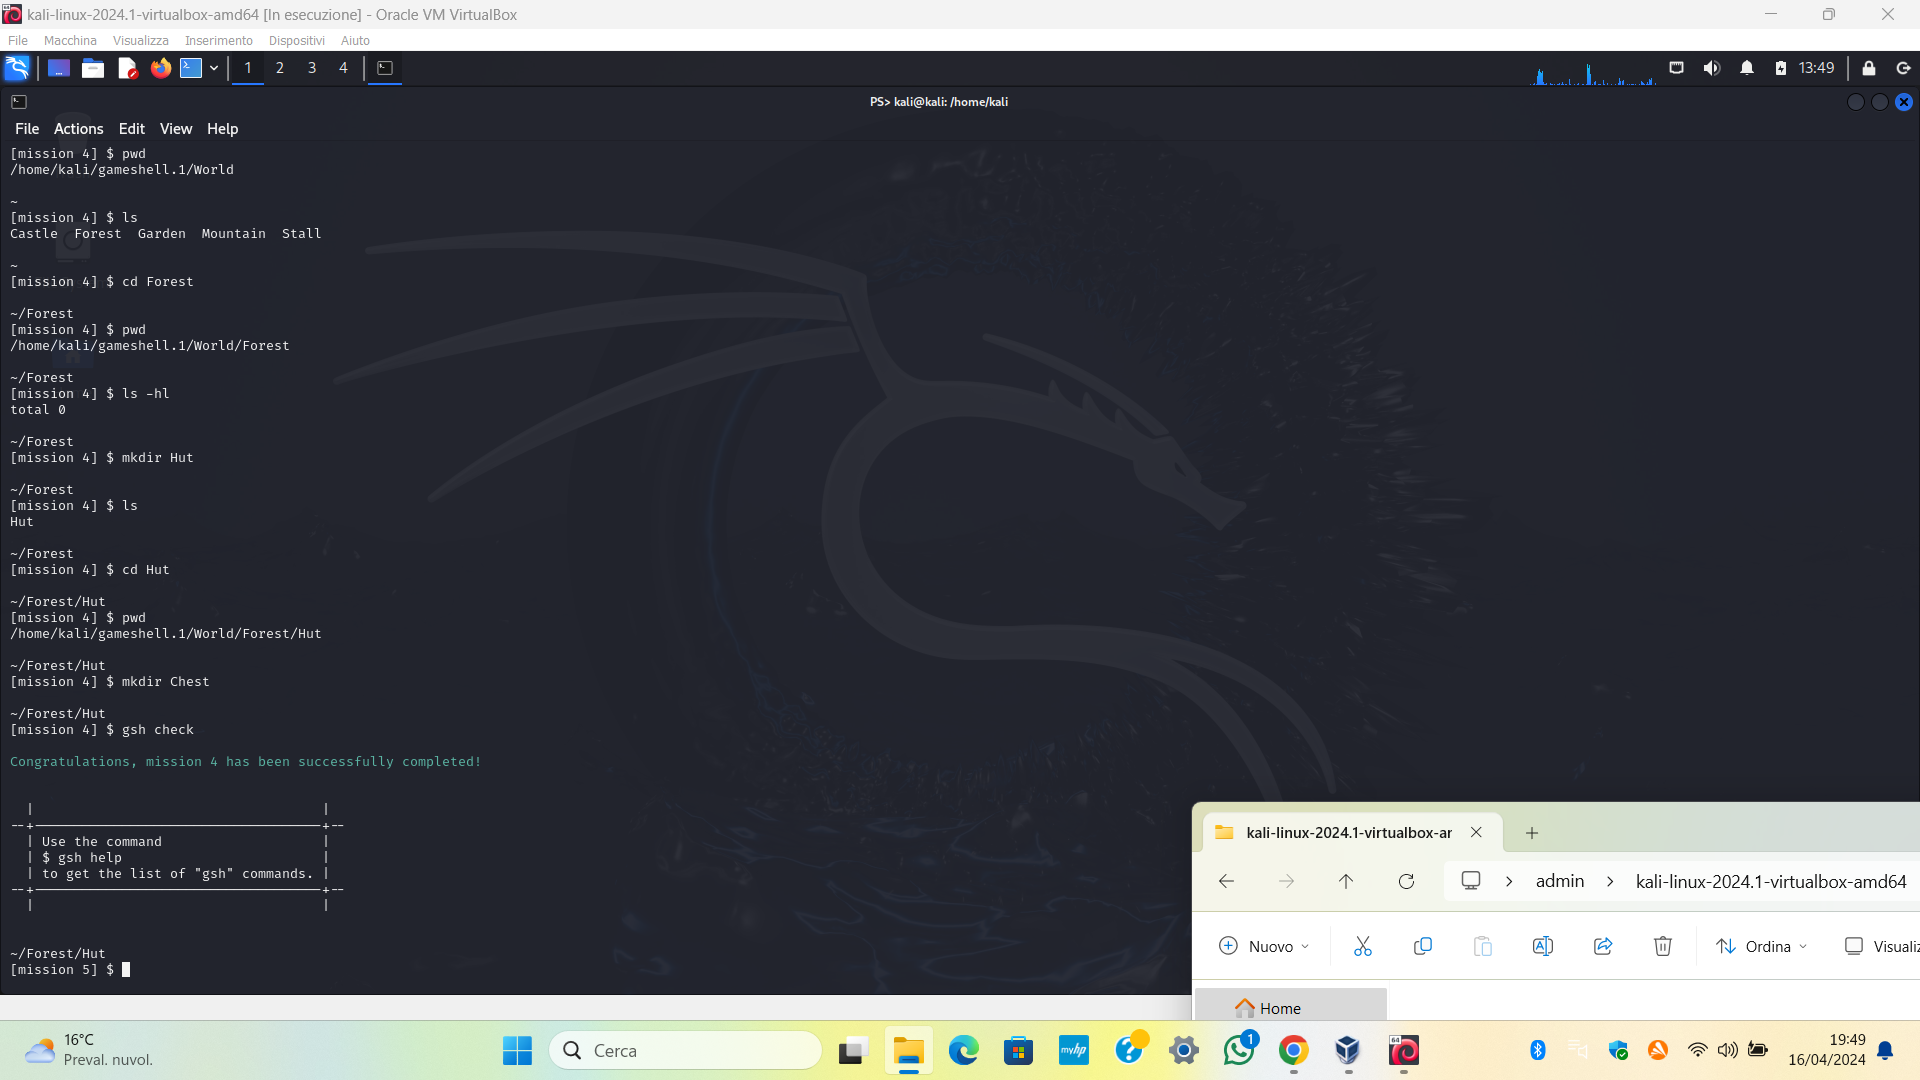 kali-linux-2024.1-virtualbox-amd64 [In esecuzione] - Oracle VM VirtualBox
File Macchina Visualizza Inserimento Dispositivi Aiuto
1 2 3 4 13:49
PS> kali@kali: /home/kali
File Actions Edit View Help
[mission 4] $ pwd
/home/kali/gameshell.1/World
~
[mission 4] $ ls
Castle Forest Garden Mountain Stall
~
[mission 4] $ cd Forest
~/Forest
[mission 4] $ pwd
/home/kali/gameshell.1/World/Forest
~/Forest
[mission 4] $ ls -hl
total 0
~/Forest
[mission 4] $ mkdir Hut
~/Forest
[mission 4] $ ls
Hut
~/Forest
[mission 4] $ cd Hut
~/Forest/Hut
[mission 4] $ pwd
/home/kali/gameshell.1/World/Forest/Hut
~/Forest/Hut
[mission 4] $ mkdir Chest
~/Forest/Hut
[mission 4] $ gsh check
Congratulations, mission 4 has been successfully completed!
Use the command
$ gsh help
to get the list of "gsh" commands.
~/Forest/Hut
[mission 5] $
kali-linux-2024.1-virtualbox-ar
admin > kali-linux-2024.1-virtualbox-amd64
Nuovo Ordina Visualiz
Home
16°C
Preval. nuvol.
Cerca
myhp
1
64
19:49
16/04/2024